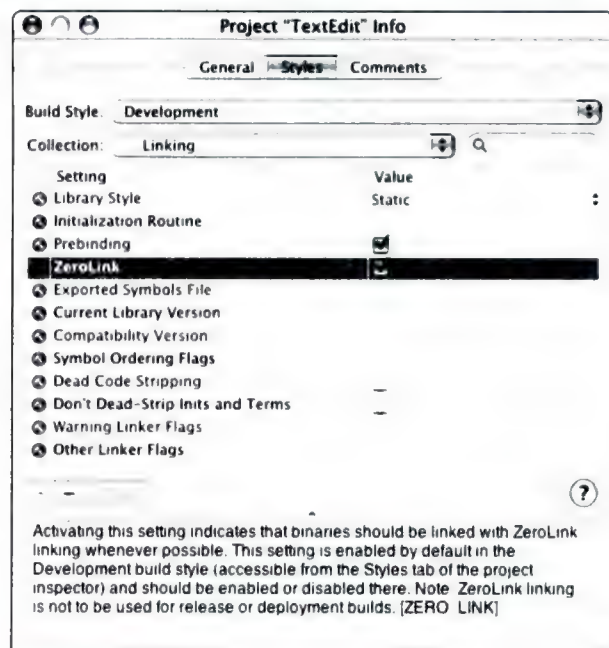 Project "TextEdit" Info
General Styles Comments
Build Style: Development
Collection: Linking
Setting Value
Library Style Static
Initialization Routine
Prebinding
ZeroLink
Exported Symbols File
Current Library Version
Compatibility Version
Symbol Ordering Flags
Dead Code Stripping
Don't Dead-Strip Inits and Terms
Warning Linker Flags
Other Linker Flags
?
Activating this setting indicates that binaries should be linked with ZeroLink
linking whenever possible. This setting is enabled by default in the
Development build style (accessible from the Styles tab of the project
inspector) and should be enabled or disabled there. Note ZeroLink linking
is not to be used for release or deployment builds. [ZERO LINK]